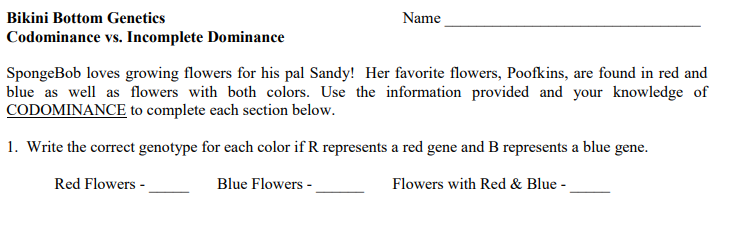 Bikini Bottom Genetics Name ___________________________________
Codominance vs. Incomplete Dominance
SpongeBob loves growing flowers for his pal Sandy! Her favorite flowers, Poofkins, are found in red and
blue as well as flowers with both colors. Use the information provided and your knowledge of
CODOMINANCE to complete each section below.
1. Write the correct genotype for each color if R represents a red gene and B represents a blue gene.
Red Flowers - _____ Blue Flowers - ______ Flowers with Red & Blue - _____